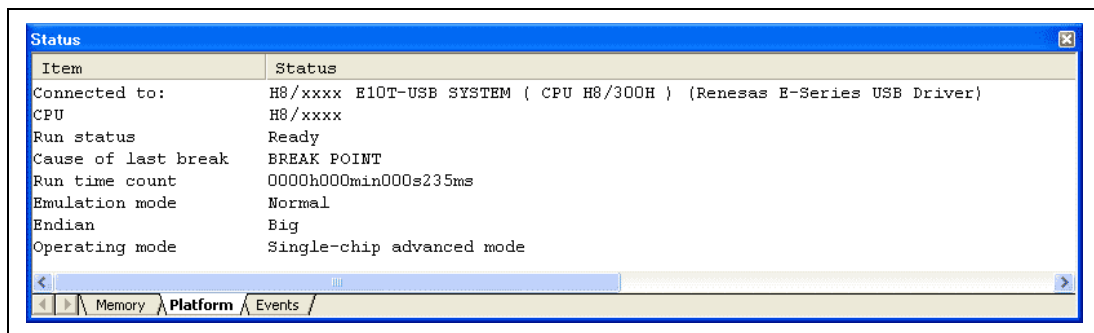 Status
Item Status
Connected to: H8/xxxx E10T-USB SYSTEM ( CPU H8/300H ) (Renesas E-Series USB Driver)
CPU H8/xxxx
Run status Ready
Cause of last break BREAK POINT
Run time count 0000h000min000s235ms
Emulation mode Normal
Endian Big
Operating mode Single-chip advanced mode
Memory Platform Events